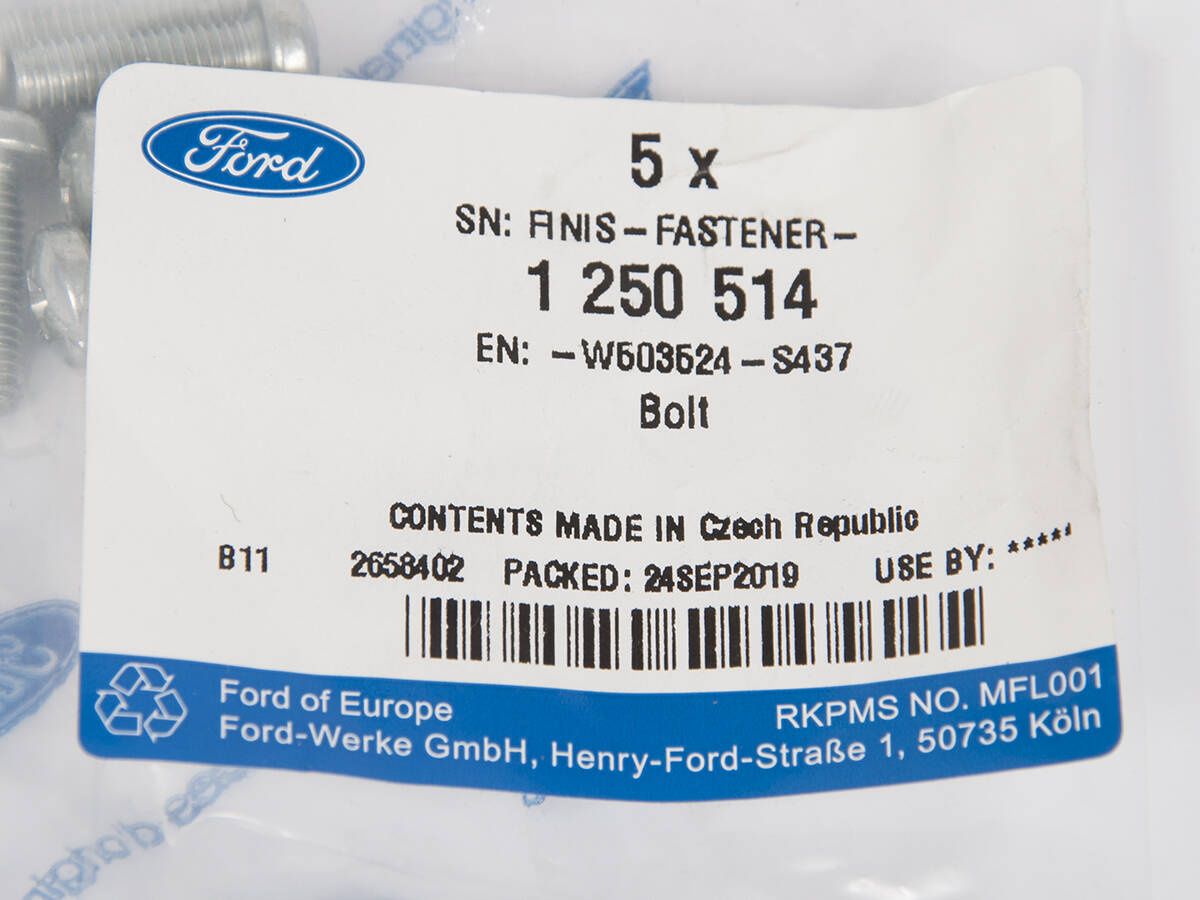 Ford
5 x
SN: FINIS-FASTENER-
1 250 514
EN: -W503524-S437
Bolt
CONTENTS MADE IN Czech Republic
B11 2658402 PACKED: 24SEP2019 USE BY: *****
Ford of Europe RKPMS NO. MFL001
Ford-Werke GmbH, Henry-Ford-Straße 1, 50735 Köln